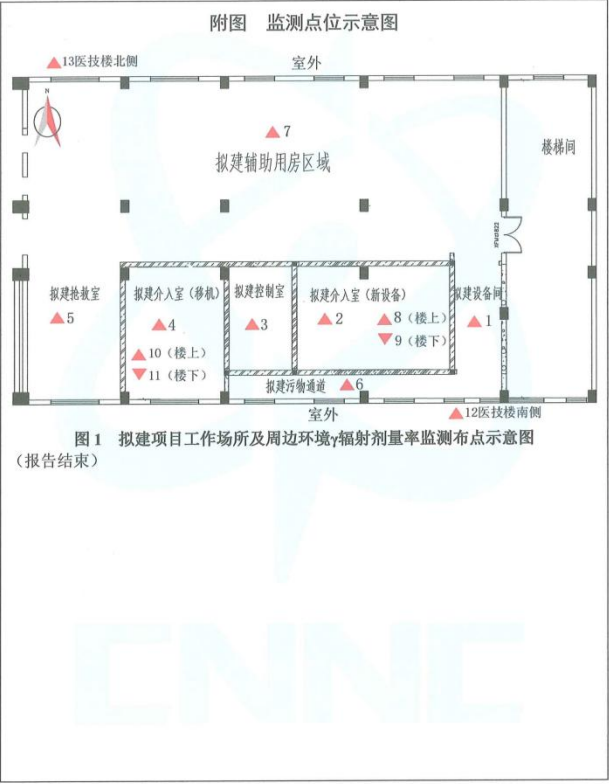 附图 监测点位示意图
13医技楼北侧
室外
N
7
拟建辅助用房区域
楼梯间
拟建抢救室
5
拟建介入室（移机）
4
10（楼上）
11（楼下）
拟建控制室
3
拟建介入室（新设备）
2
8（楼上）
9（楼下）
拟建设备间
1
拟建污物通道
6
室外
12医技楼南侧
图 1 拟建项目工作场所及周边环境γ辐射剂量率监测布点示意图
（报告结束）
CNNC